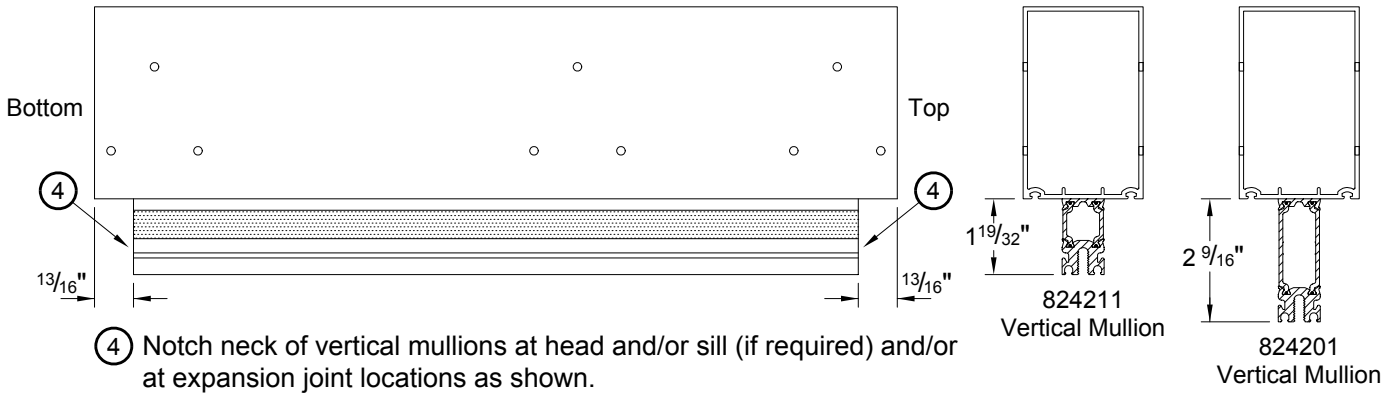 Bottom
Top
4
4
13/16"
13/16"
1 19/32"
2 9/16"
824211
Vertical Mullion
824201
Vertical Mullion
4 Notch neck of vertical mullions at head and/or sill (if required) and/or
at expansion joint locations as shown.